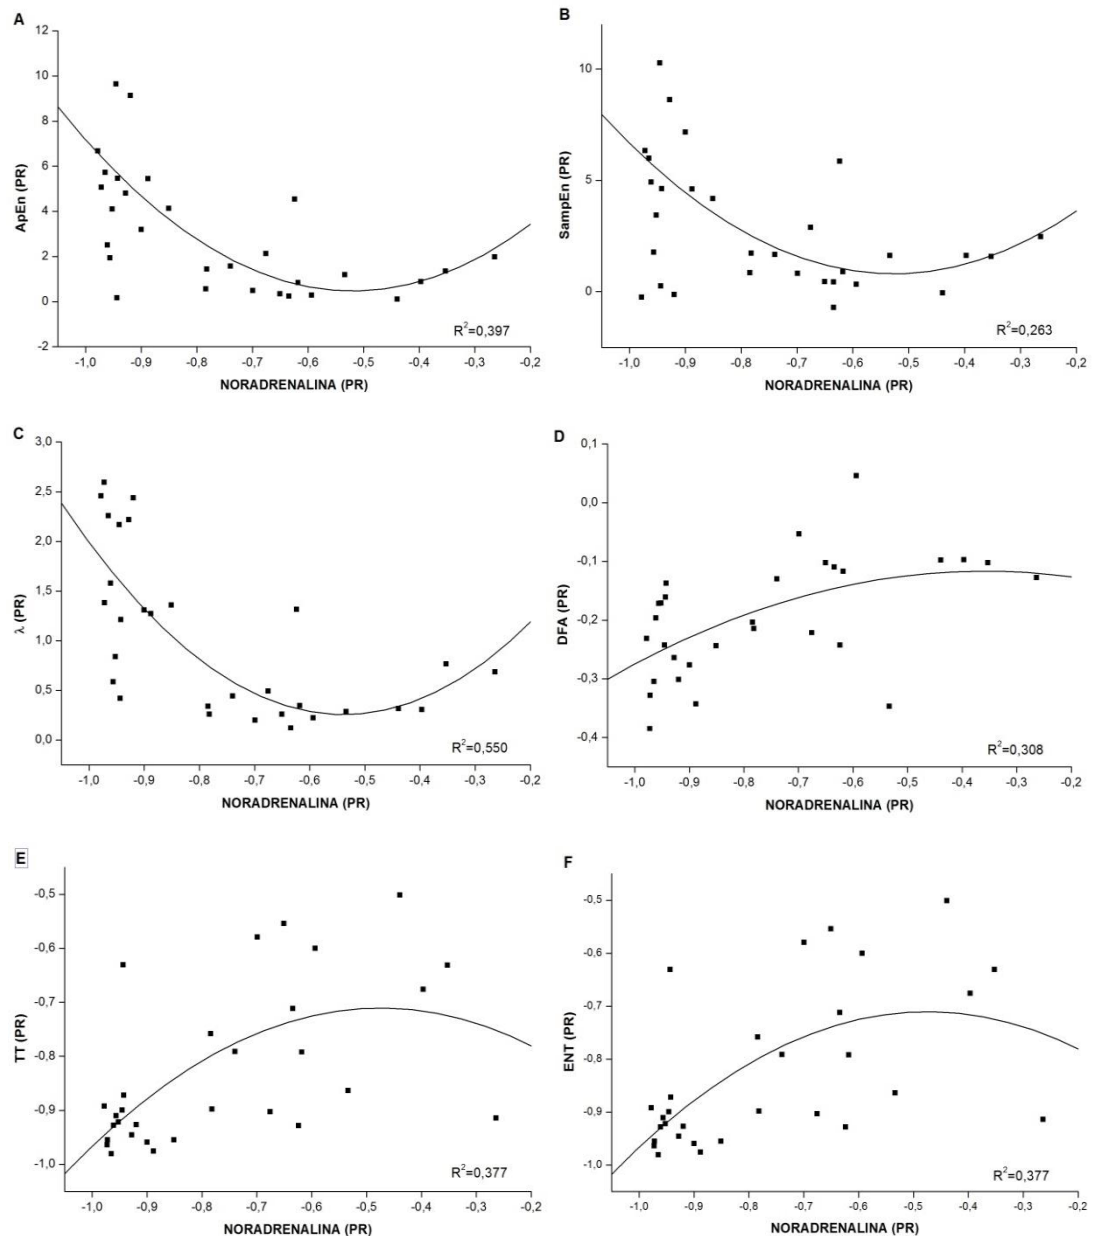 A
12
10
8
6
4
2
0
-2
ApEn (PR)
R²=0,397
-1,0 -0,9 -0,8 -0,7 -0,6 -0,5 -0,4 -0,3 -0,2
NORADRENALINA (PR)
B
10
5
0
SampEn (PR)
R²=0,263
-1,0 -0,9 -0,8 -0,7 -0,6 -0,5 -0,4 -0,3 -0,2
NORADRENALINA (PR)
C
3,0
2,5
2,0
1,5
1,0
0,5
0,0
λ (PR)
R²=0,550
-1,0 -0,9 -0,8 -0,7 -0,6 -0,5 -0,4 -0,3 -0,2
NORADRENALINA (PR)
D
0,1
0,0
-0,1
-0,2
-0,3
-0,4
DFA (PR)
R²=0,308
-1,0 -0,9 -0,8 -0,7 -0,6 -0,5 -0,4 -0,3 -0,2
NORADRENALINA (PR)
E
-0,5
-0,6
-0,7
-0,8
-0,9
-1,0
TT (PR)
R²=0,377
-1,0 -0,9 -0,8 -0,7 -0,6 -0,5 -0,4 -0,3 -0,2
NORADRENALINA (PR)
F
-0,5
-0,6
-0,7
-0,8
-0,9
-1,0
ENT (PR)
R²=0,377
-1,0 -0,9 -0,8 -0,7 -0,6 -0,5 -0,4 -0,3 -0,2
NORADRENALINA (PR)